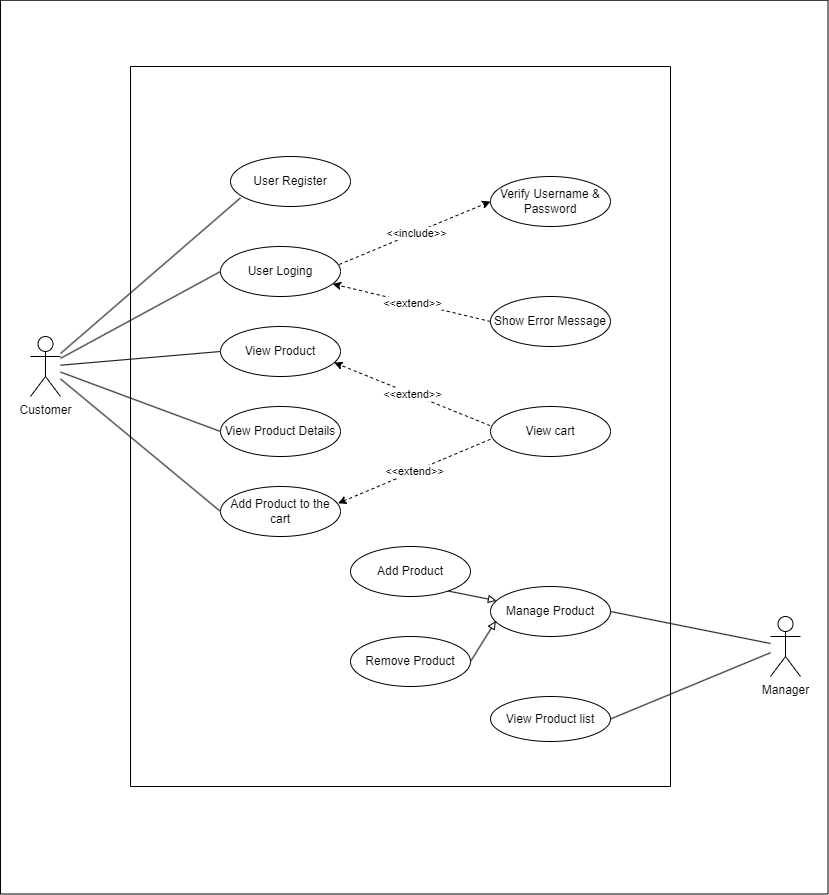 User Register
Verify Username &
Password
<<include>>
User Loging
<<extend>>
Show Error Message
View Product
<<extend>>
Customer
View Product Details
View cart
<<extend>>
Add Product to the
cart
Add Product
Manage Product
Remove Product
Manager
View Product list